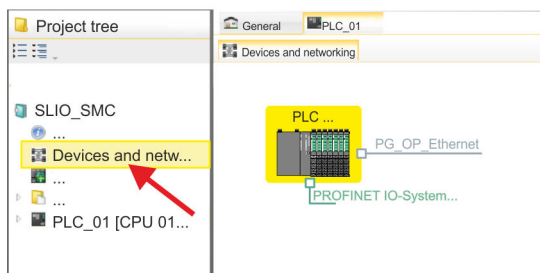 Project tree
SLIO_SMC
...
Devices and netw...
...
...
PLC_01 [CPU 01...
General
PLC_01
Devices and networking
PLC ...
PG_OP_Ethernet
PROFINET IO-System...